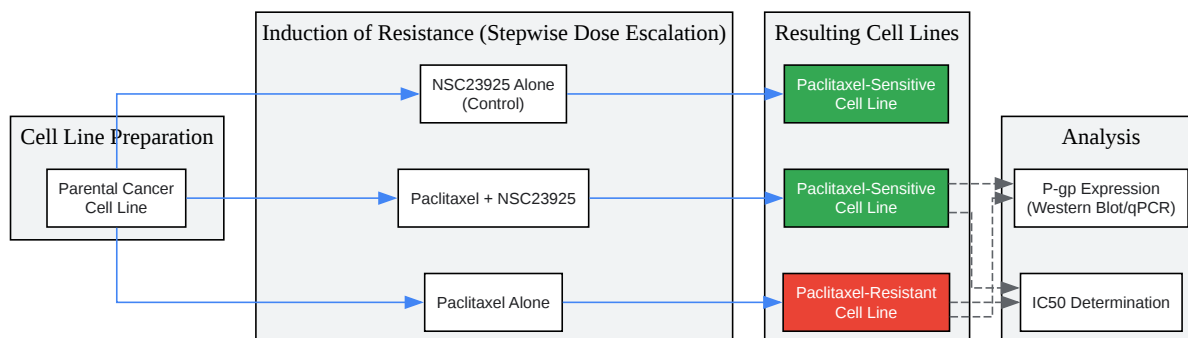 Cell Line Preparation
Parental Cancer
Cell Line
Induction of Resistance (Stepwise Dose Escalation)
NSC23925 Alone
(Control)
Paclitaxel + NSC23925
Paclitaxel Alone
Resulting Cell Lines
Paclitaxel-Sensitive
Cell Line
Paclitaxel-Sensitive
Cell Line
Paclitaxel-Resistant
Cell Line
Analysis
P-gp Expression
(Western Blot/qPCR)
IC50 Determination